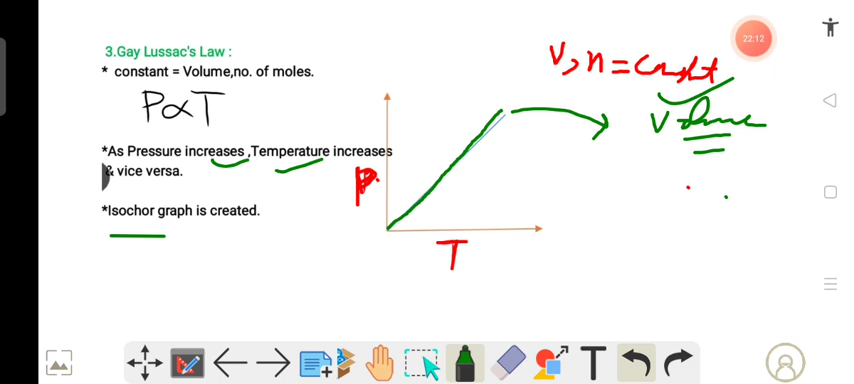 3.Gay Lussac's Law :
* constant = Volume,no. of moles.
P∝T
*As Pressure increases ,Temperature increases
& vice versa.
*Isochor graph is created.
P.
T
V, n = Const
Volume
22:12
T